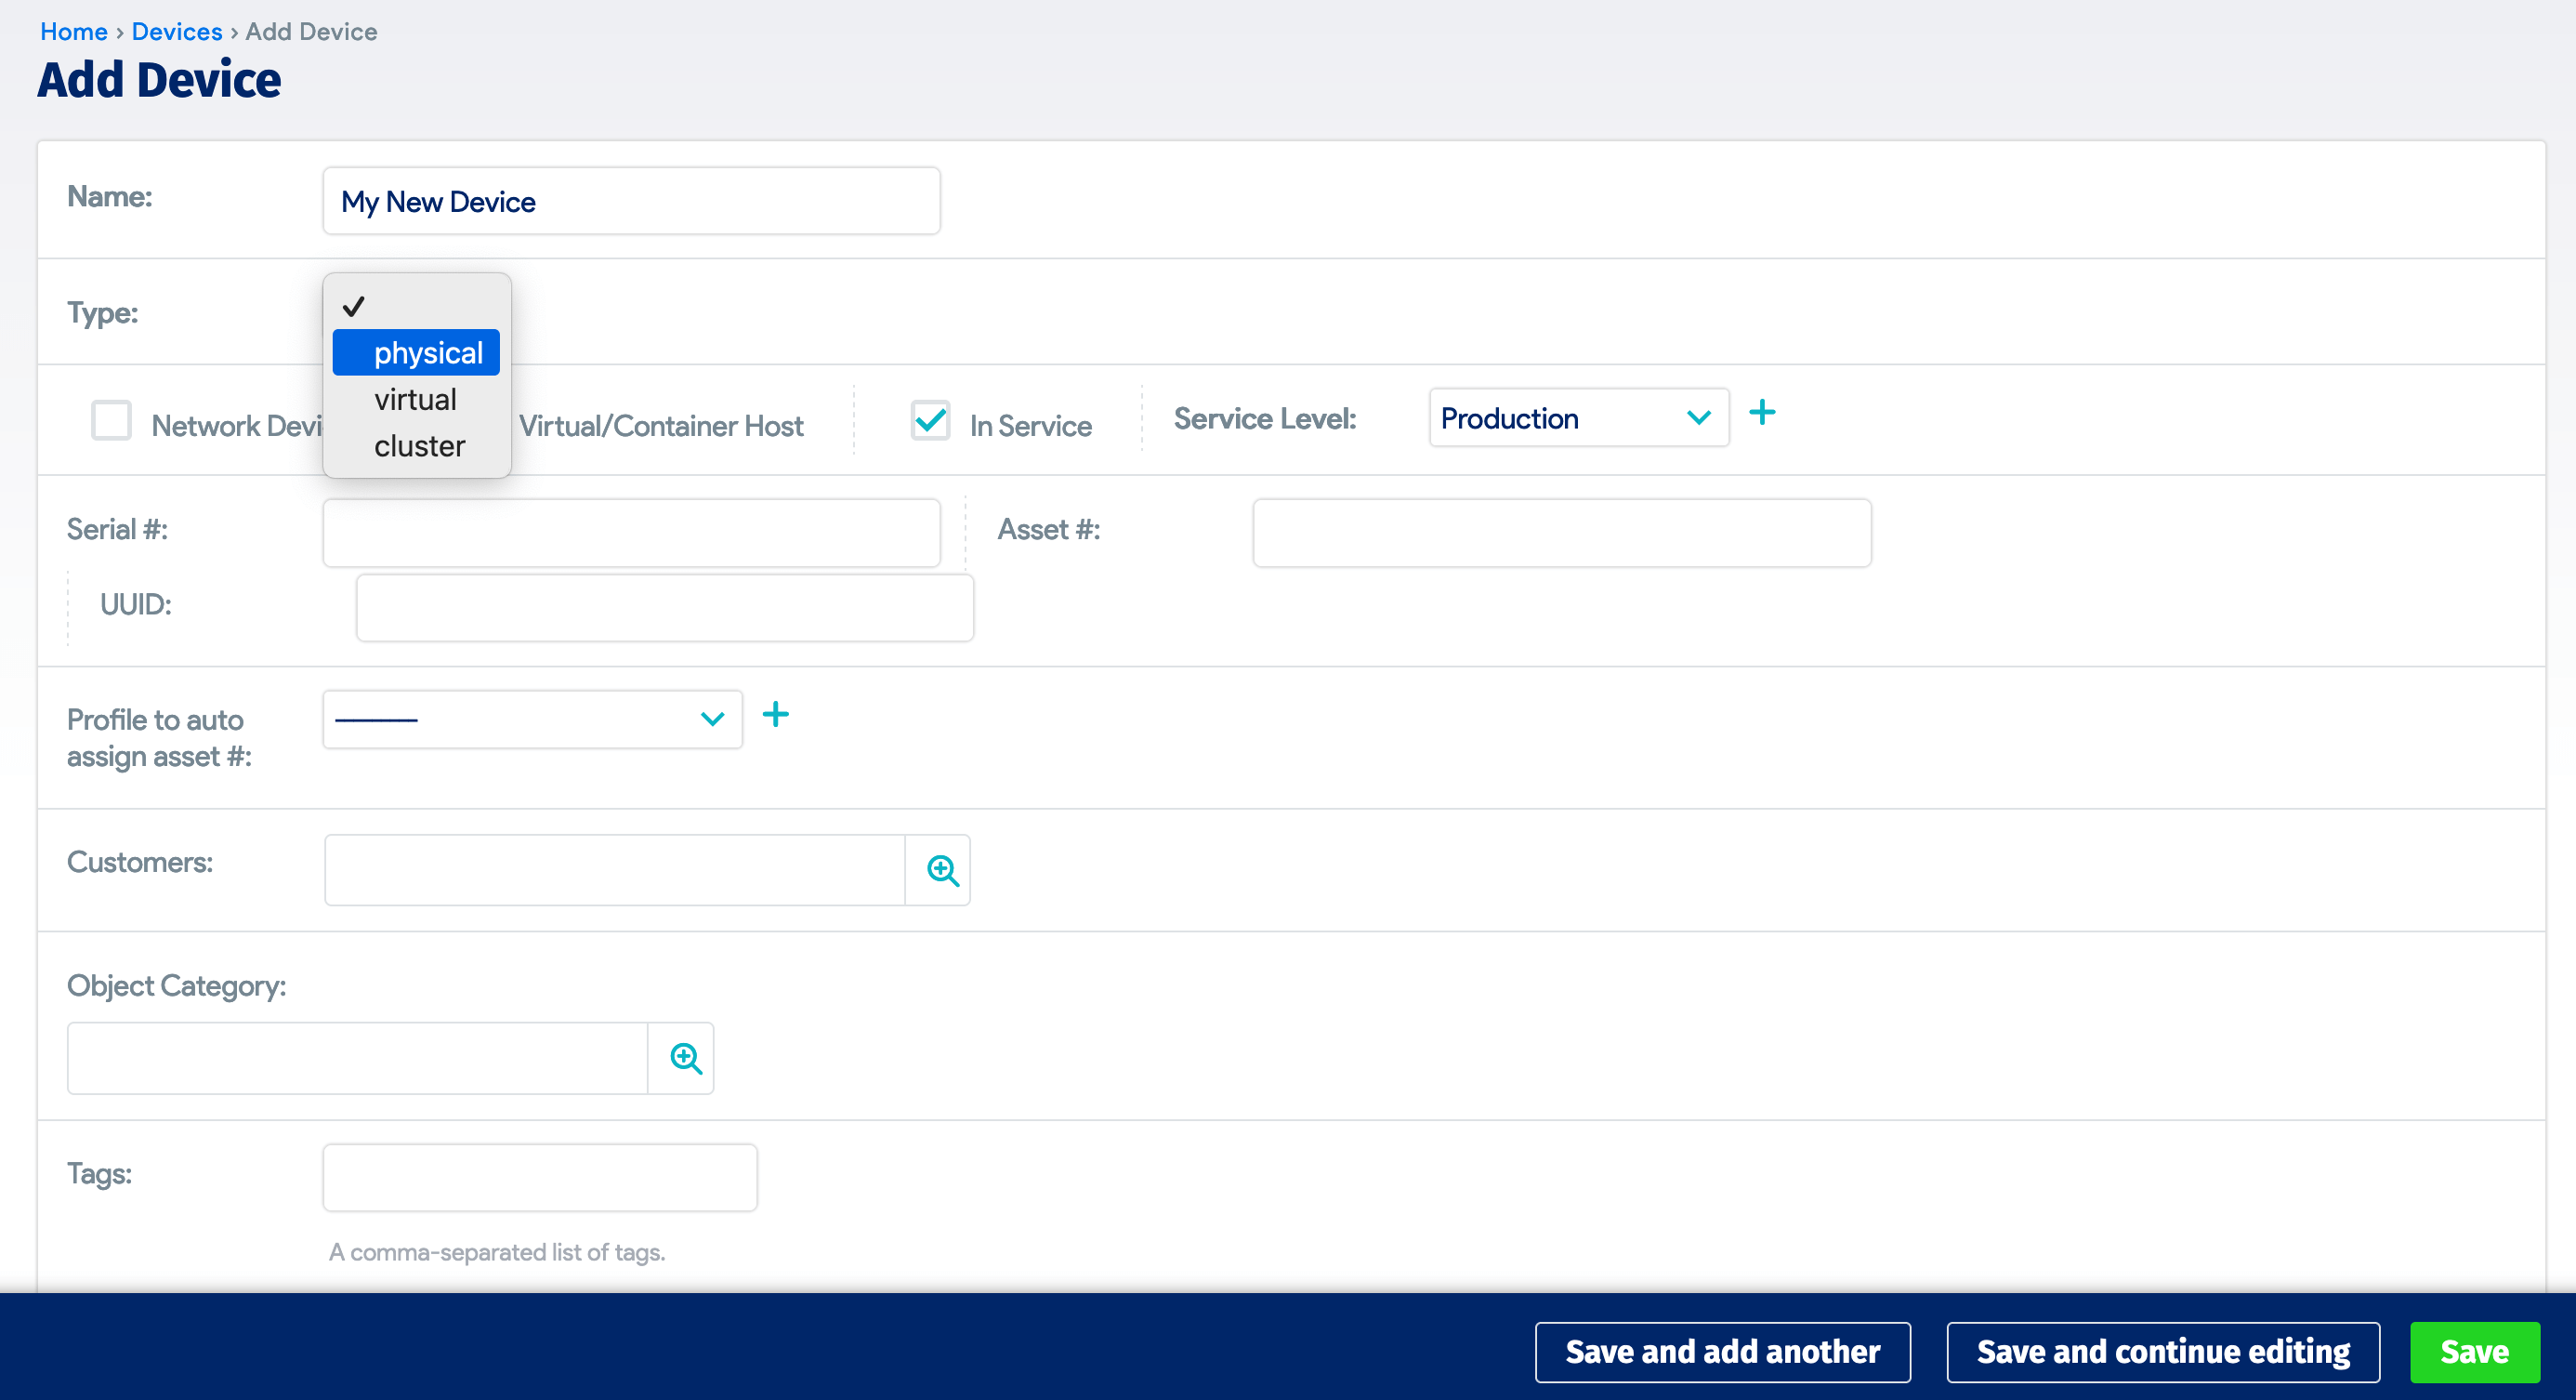 Home › Devices › Add Device
Add Device
Name: My New Device
Type:
physical
virtual
cluster
Network Devi Virtual/Container Host In Service Service Level: Production
Serial #: Asset #:
UUID:
Profile to auto
assign asset #:
Customers:
Object Category:
Tags:
A comma-separated list of tags.
Save and add another Save and continue editing Save